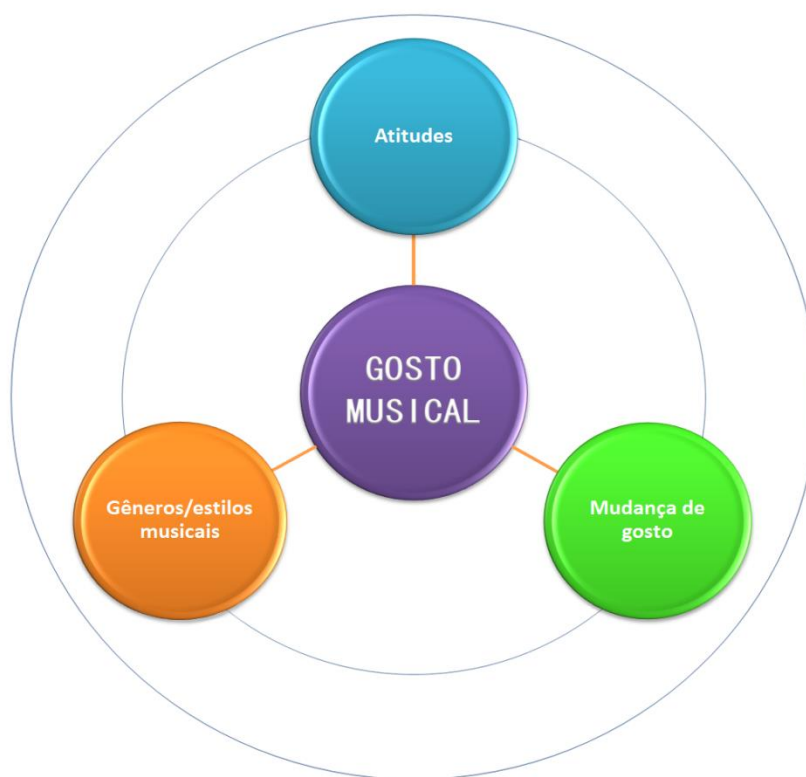 Atitudes
GOSTO
MUSICAL
Gêneros/estilos
musicais
Mudança de
gosto